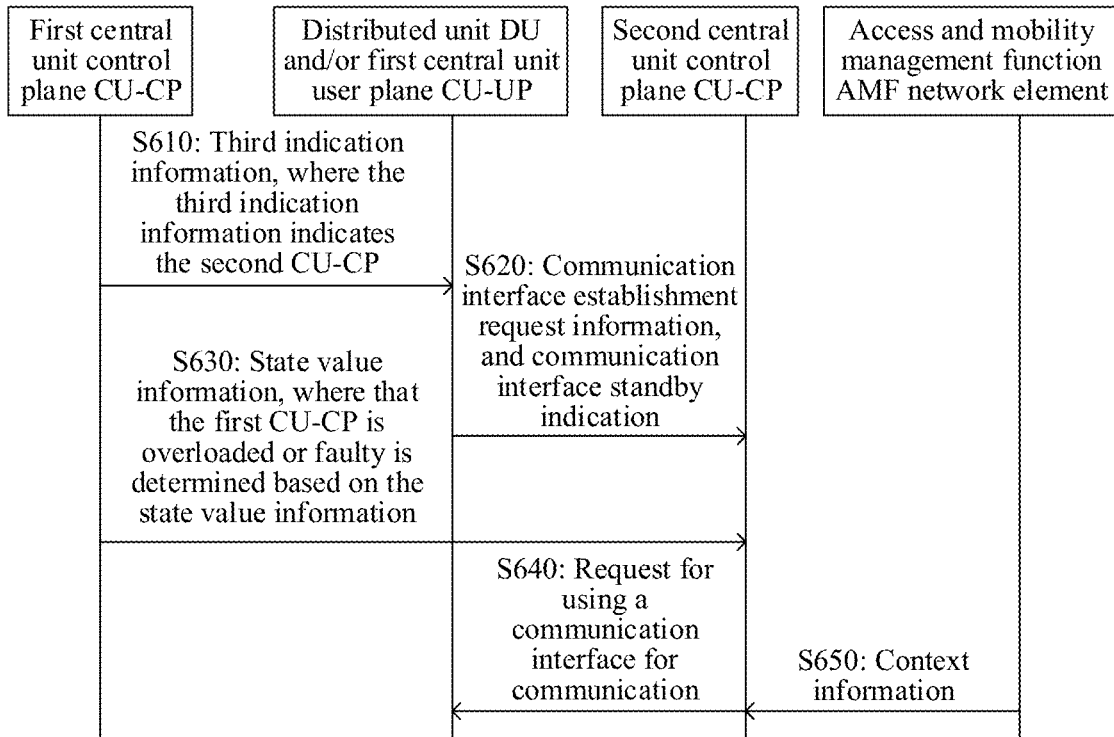 First central
unit control
plane CU-CP
Distributed unit DU
and/or first central unit
user plane CU-UP
Second central
unit control
plane CU-CP
Access and mobility
management function
AMF network element
S610: Third indication
information, where the
third indication
information indicates
the second CU-CP
S620: Communication
interface establishment
request information,
and communication
interface standby
indication
S630: State value
information, where that
the first CU-CP is
overloaded or faulty is
determined based on the
state value information
S640: Request for
using a
communication
interface for
communication
S650: Context
information